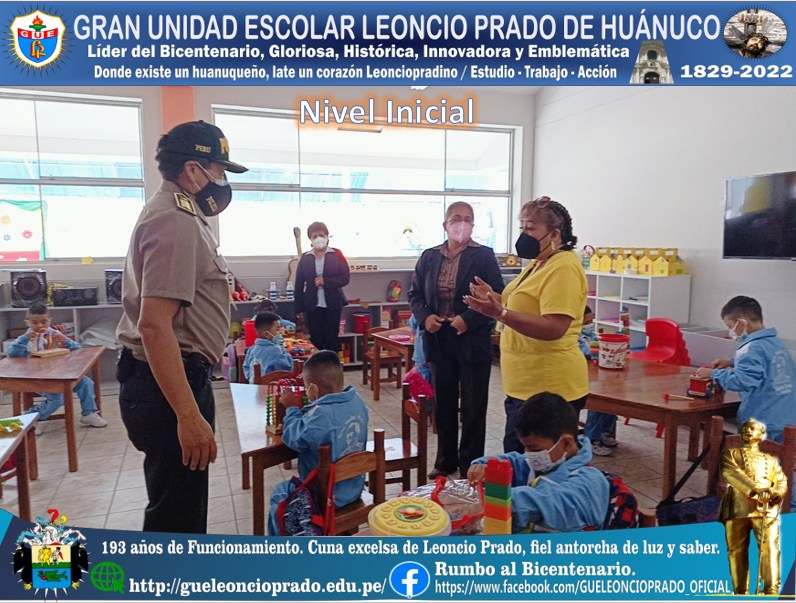 GUE
GRAN UNIDAD ESCOLAR LEONCIO PRADO DE HUÁNUCO
Líder del Bicentenario, Gloriosa, Histórica, Innovadora y Emblemática
Donde existe un huanuqueño, late un corazón Leonciopradino / Estudio - Trabajo - Acción
1829-2022
Nivel Inicial
PERÚ
193 años de Funcionamiento. Cuna excelsa de Leoncio Prado, fiel antorcha de luz y saber.
Rumbo al Bicentenario.
http://gueleoncioprado.edu.pe/
https://www.facebook.com/GUELEONCIOPRADO_OFICIAL